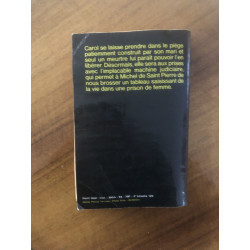 Carol se laisse prendre dans le piège
patiemment construit par son mari et
seul un meurtre lui paraît pouvoir l'en
libérer. Désormais, elle sera aux prises
avec l'implacable machine judiciaire,
qui permet à Michel de Saint Pierre de
nous brosser un tableau saisissant de
la vie dans une prison de femme.